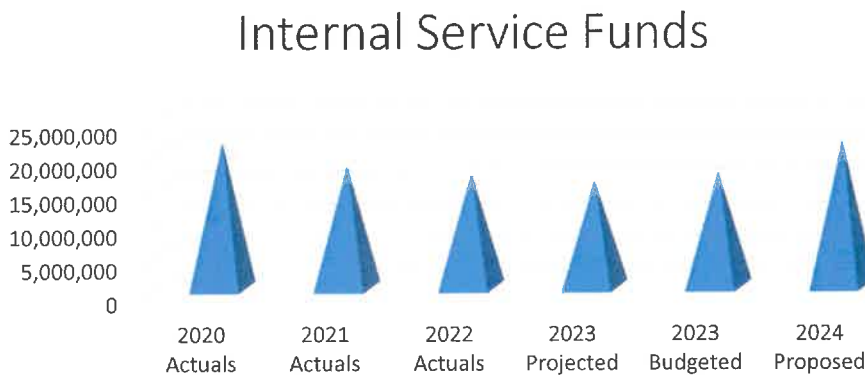 Internal Service Funds
25,000,000
20,000,000
15,000,000
10,000,000
5,000,000
0
2020 Actuals
2021 Actuals
2022 Actuals
2023 Projected
2023 Budgeted
2024 Proposed